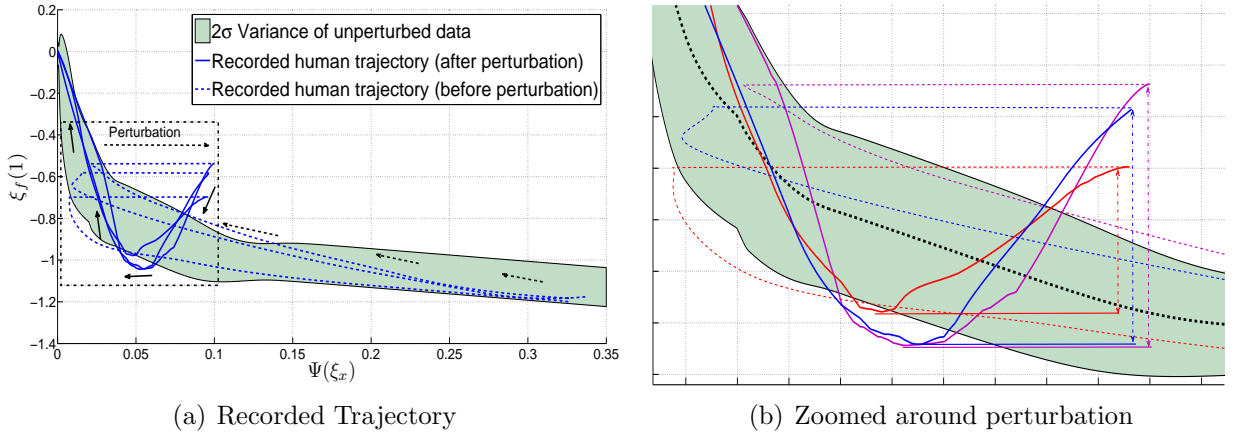 0.2
0
−0.2
−0.4
−0.6
−0.8
−1
−1.2
−1.4
ξf(1)
2σ Variance of unperturbed data
Recorded human trajectory (after perturbation)
Recorded human trajectory (before perturbation)
Perturbation
0 0.05 0.1 0.15 0.2 0.25 0.3 0.35
Ψ(ξx)
(a) Recorded Trajectory
(b) Zoomed around perturbation